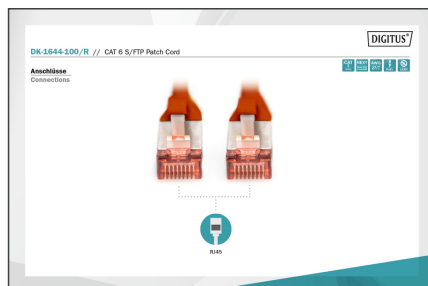 DIGITUS®
DK-1644-100/R // CAT 6 S/FTP Patch Cord
Anschlüsse
Connections
RJ45